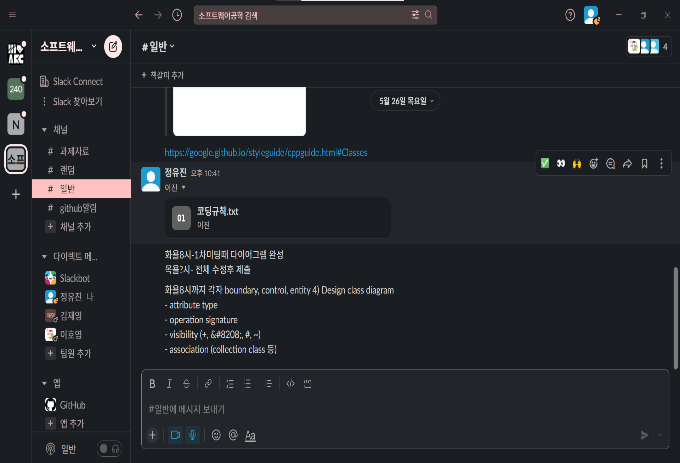 소프트웨어공학 검색
소프트웨...
# 일반
4
책갈피 추가
5월 26일 목요일
240
N
소프
Slack Connect
Slack 찾아보기
채널
# 과제자료
# 랜덤
# 일반
# github알림
+ 채널 추가
다이렉트 메...
Slackbot
정유진 나
김재영
이호영
+ 팀원 추가
앱
GitHub
+ 앱 추가
일반
https://google.github.io/styleguide/cppguide.html#Classes
정유진 오후 10:41
이진
01
코딩규칙.txt
이진
화욜8시-1차미팅때 다이어그램 완성
목욜?시- 전체 수정후 제출
화욜8시까지 각자 boundary, control, entity 4) Design class diagram
- attribute type
- operation signature
- visibility (+, &#8208;, #, ~)
- association (collection class 등)
B I S
#일반에 메시지 보내기
+ @ Aa